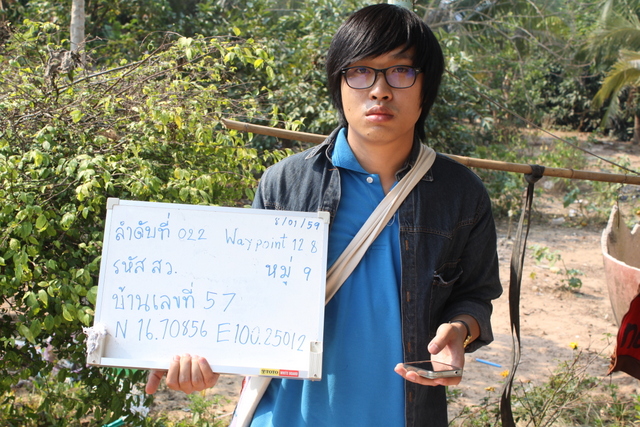 8/01/59
ลำดับที่ 022 Waypoint 128
รหัส สว. หมู่ 9
บ้านเลขที่ 57
N 16.70856 E100.25012
TOTO